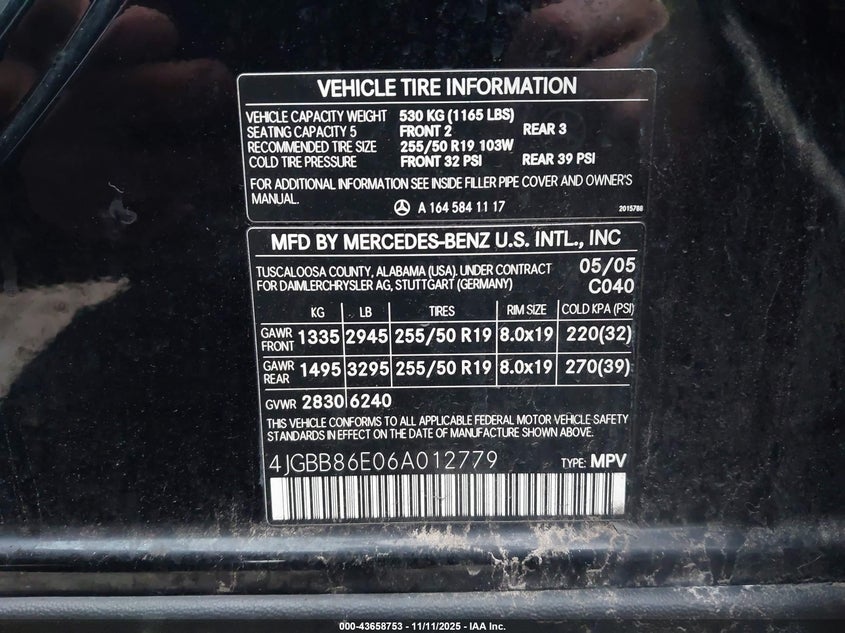 VEHICLE TIRE INFORMATION
VEHICLE CAPACITY WEIGHT 530 KG (1165 LBS)
SEATING CAPACITY 5 FRONT 2 REAR 3
RECOMMENDED TIRE SIZE 255/50 R19 103W
COLD TIRE PRESSURE FRONT 32 PSI REAR 39 PSI
FOR ADDITIONAL INFORMATION SEE INSIDE FILLER PIPE COVER AND OWNER'S
MANUAL.
A 164 584 11 17 2015788
MFD BY MERCEDES-BENZ U.S. INTL., INC
TUSCALOOSA COUNTY, ALABAMA (USA). UNDER CONTRACT 05/05
FOR DAIMLERCHRYSLER AG, STUTTGART (GERMANY) C040
KG LB TIRES RIM SIZE COLD KPA (PSI)
GAWR FRONT 1335 2945 255/50 R19 8.0x19 220(32)
GAWR REAR 1495 3295 255/50 R19 8.0x19 270(39)
GVWR 2830 6240
THIS VEHICLE CONFORMS TO ALL APPLICABLE FEDERAL MOTOR VEHICLE SAFETY
STANDARDS IN EFFECT ON THE DATE OF MANUFACTURE SHOWN ABOVE.
4JGBB86E06A012779 TYPE: MPV
000-43658753 - 11/11/2025 - IAA Inc.